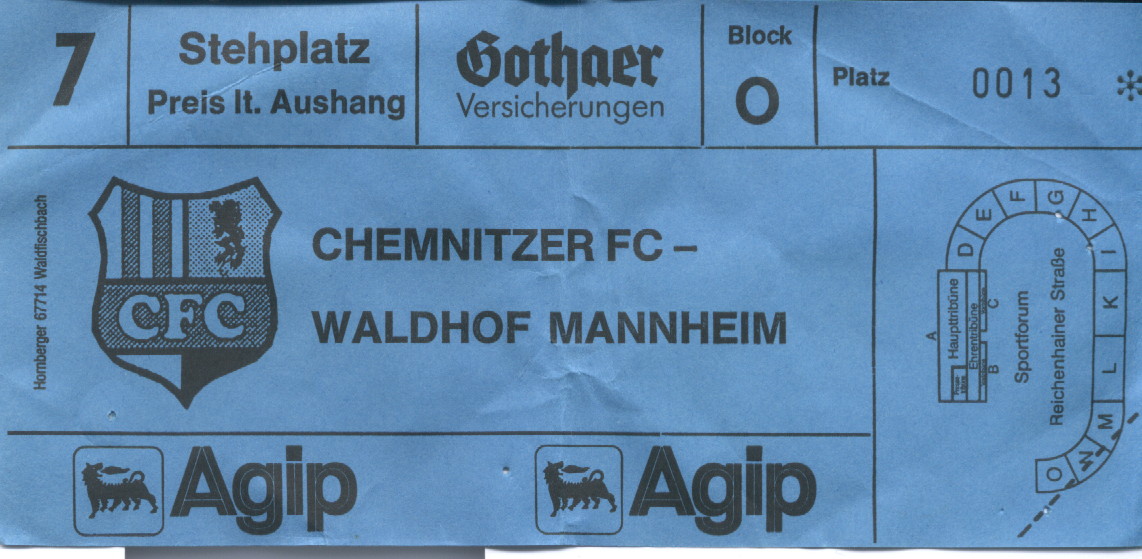 7
Stehplatz
Preis lt. Aushang
Gothaer
Versicherungen
Block
O
Platz
0013 *
Homberger 67714 Waldfischbach
CFC
CHEMNITZER FC –
WALDHOF MANNHEIM
Agip
Agip
A
Haupttribüne
Ehrentribüne
B
C
D
E
F
G
H
I
K
L
M
W
O
Sportforum
Reichenhainer Straße